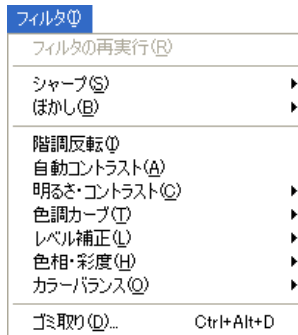 フィルタ(I)
フィルタの再実行(R)
シャープ(S)
ぼかし(B)
階調反転(I)
自動コントラスト(A)
明るさ・コントラスト(C)
色調カーブ(T)
レベル補正(L)
色相・彩度(H)
カラーバランス(O)
ゴミ取り(D)... Ctrl+Alt+D